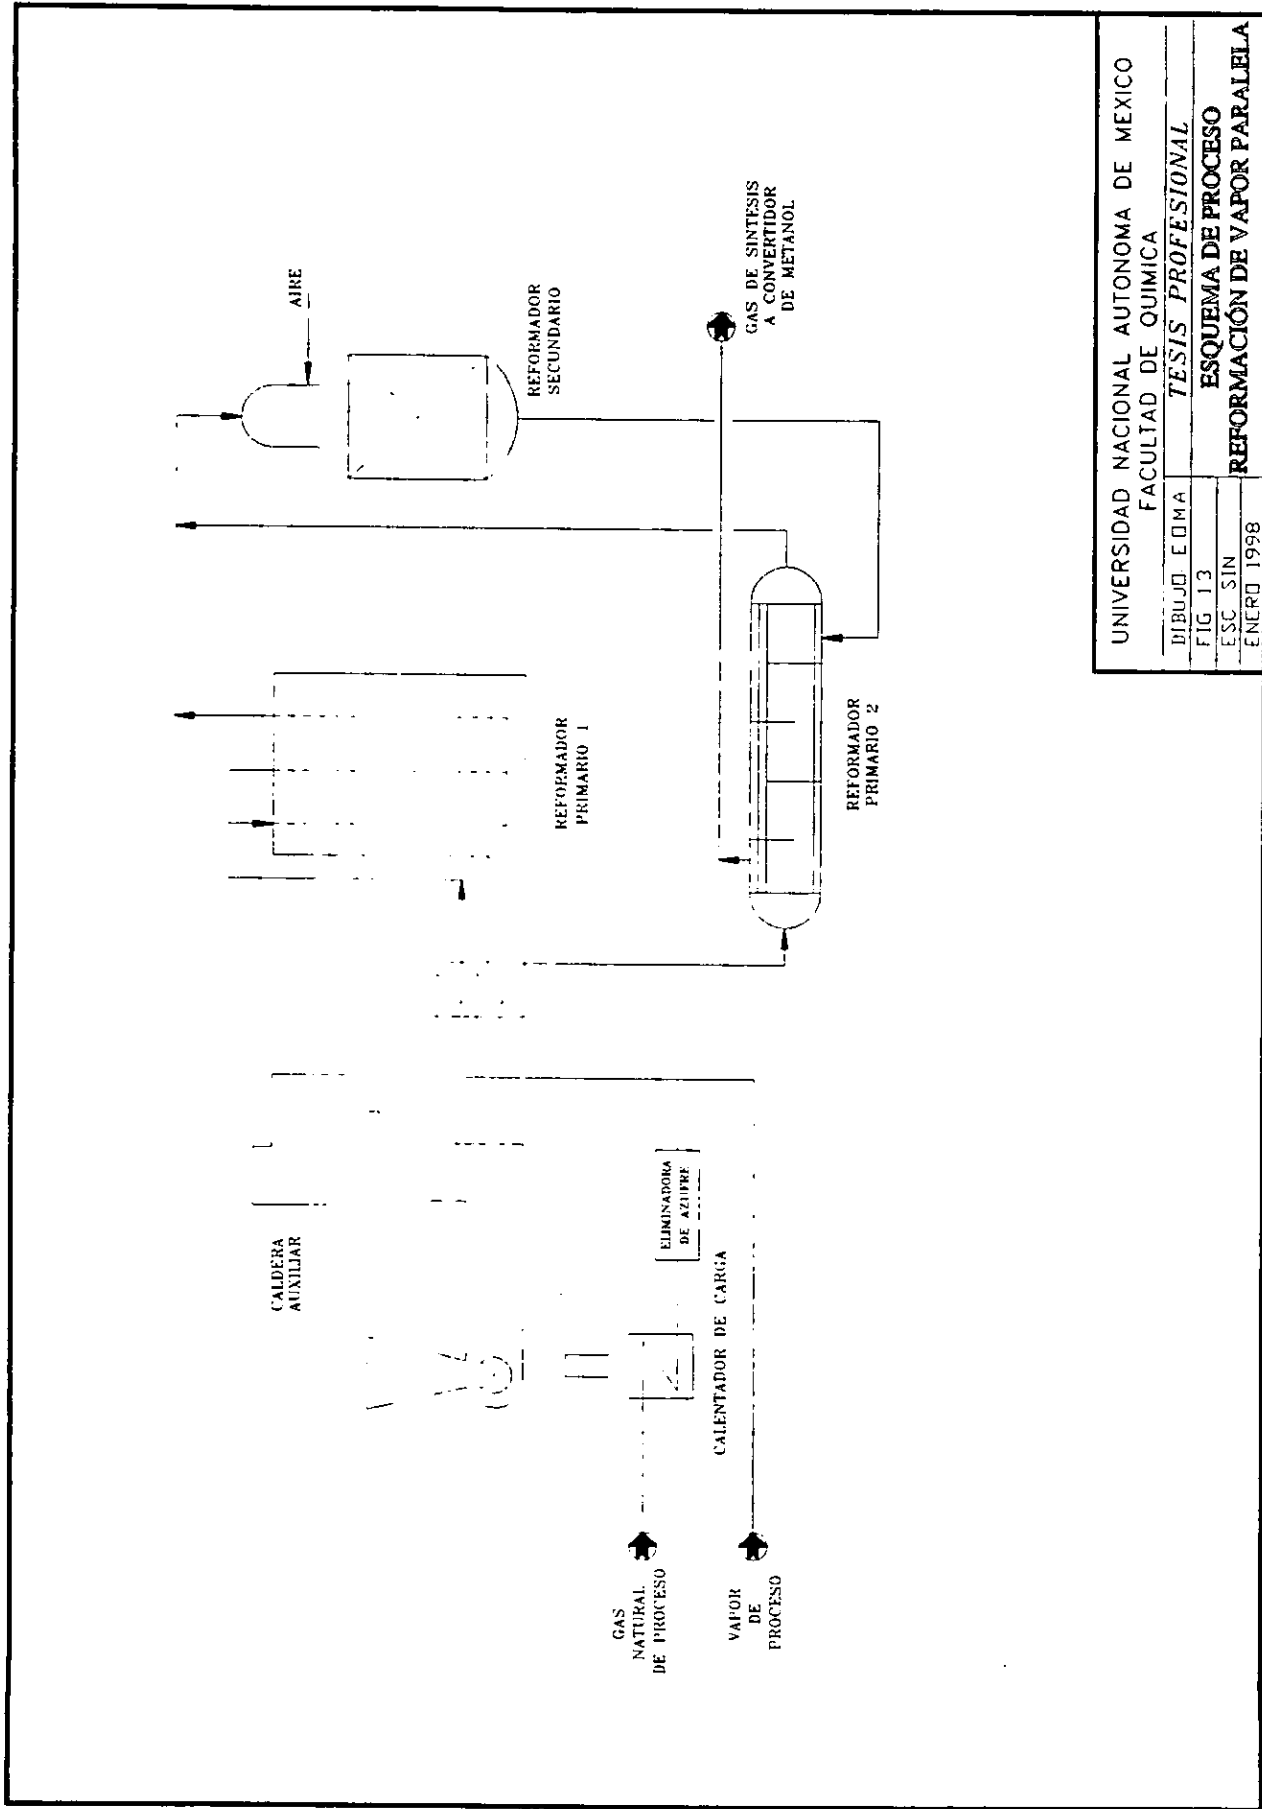 AIRE
REFORMADOR
SECUNDARIO
GAS DE SINTESIS
A CONVERTIDOR
DE METANOL
REFORMADOR
PRIMARIO 1
REFORMADOR
PRIMARIO 2
CALDERA
AUXILIAR
ELIMINADORA
DE AZUFRE
CALENTADOR DE CARGA
GAS
NATURAL
DE PROCESO
VAPOR
DE
PROCESO
UNIVERSIDAD NACIONAL AUTONOMA DE MEXICO
FACULTAD DE QUIMICA
DIBUJO EDMA
TESIS PROFESIONAL
FIG 13
ESC SIN
ENERO 1998
ESQUEMA DE PROCESO
REFORMACIÓN DE VAPOR PARALELA